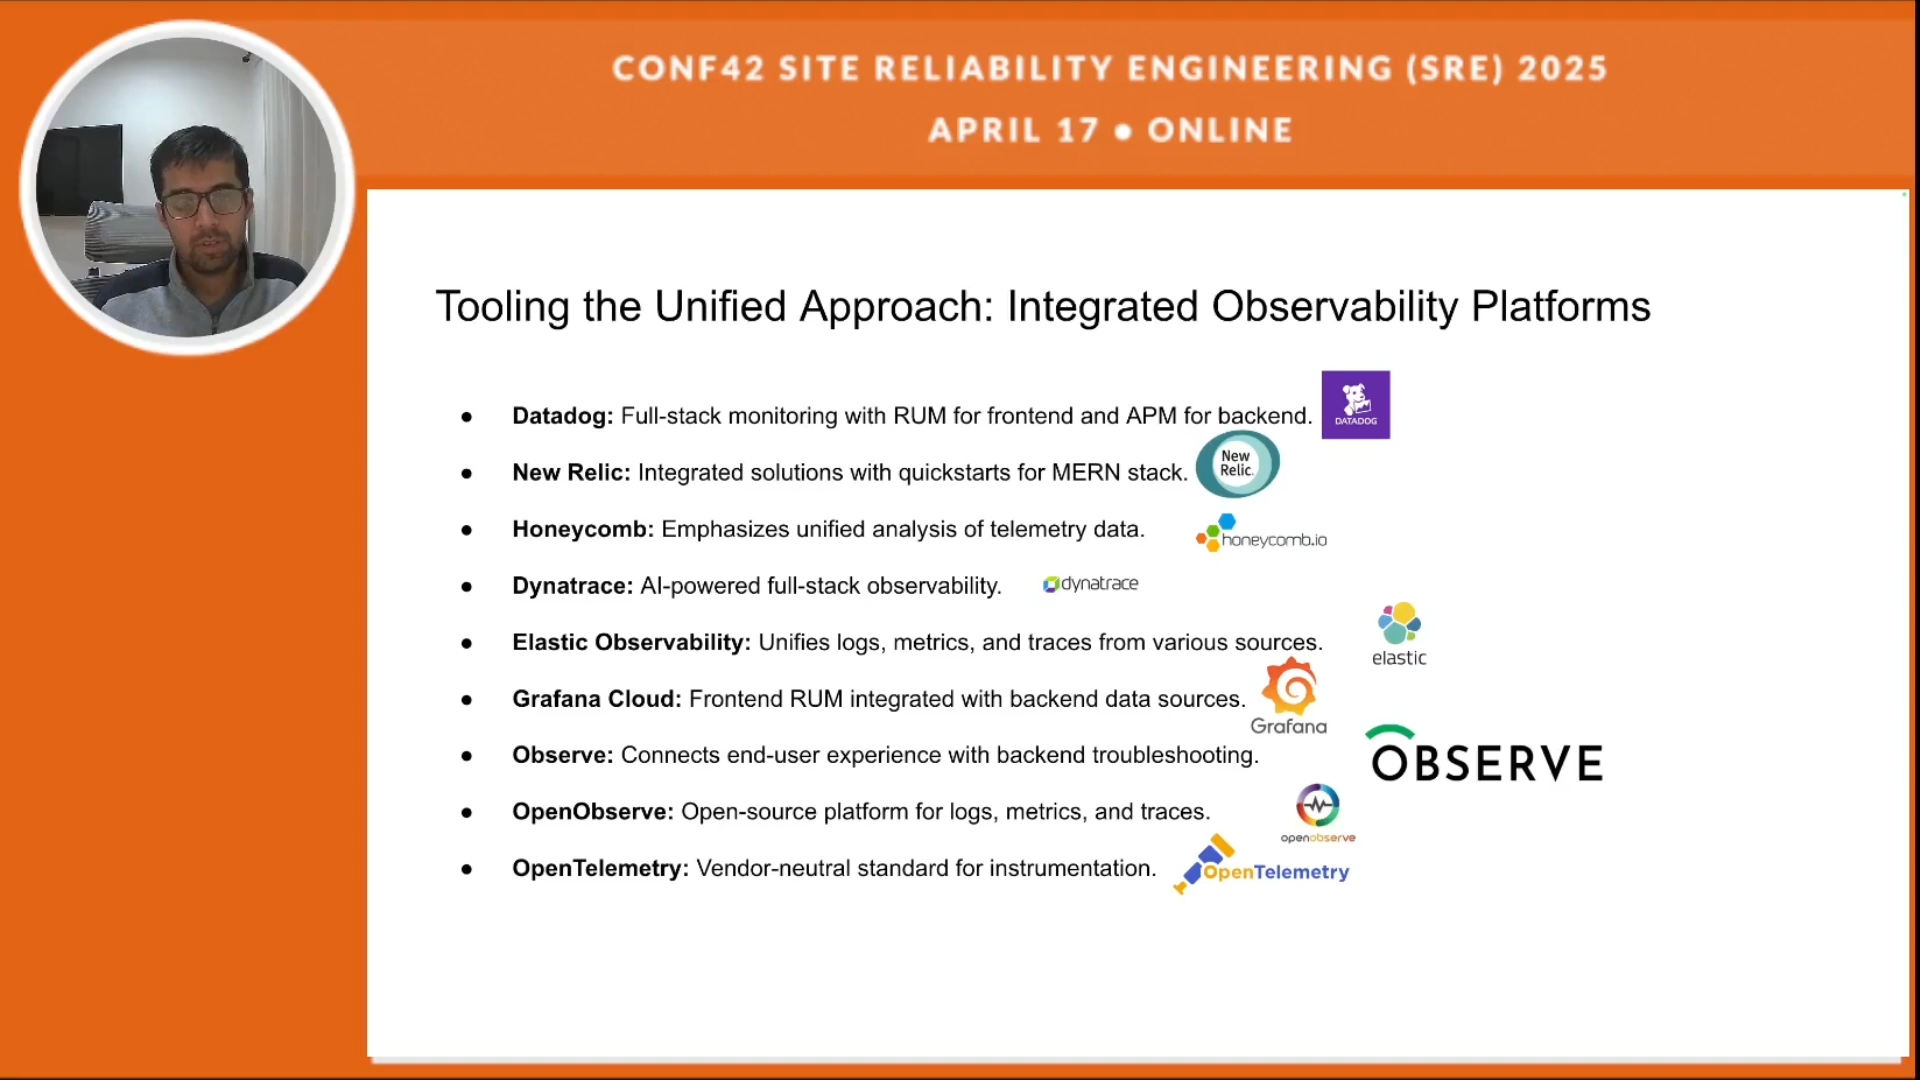 CONF42 SITE RELIABILITY ENGINEERING (SRE) 2025
APRIL 17 ● ONLINE
Tooling the Unified Approach: Integrated Observability Platforms
● Datadog: Full-stack monitoring with RUM for frontend and APM for backend.
DATADOG
● New Relic: Integrated solutions with quickstarts for MERN stack.
New
Relic.
● Honeycomb: Emphasizes unified analysis of telemetry data.
honeycomb.io
● Dynatrace: AI-powered full-stack observability.
dynatrace
● Elastic Observability: Unifies logs, metrics, and traces from various sources.
elastic
● Grafana Cloud: Frontend RUM integrated with backend data sources.
Grafana
● Observe: Connects end-user experience with backend troubleshooting.
OBSERVE
● OpenObserve: Open-source platform for logs, metrics, and traces.
openobserve
● OpenTelemetry: Vendor-neutral standard for instrumentation.
OpenTelemetry